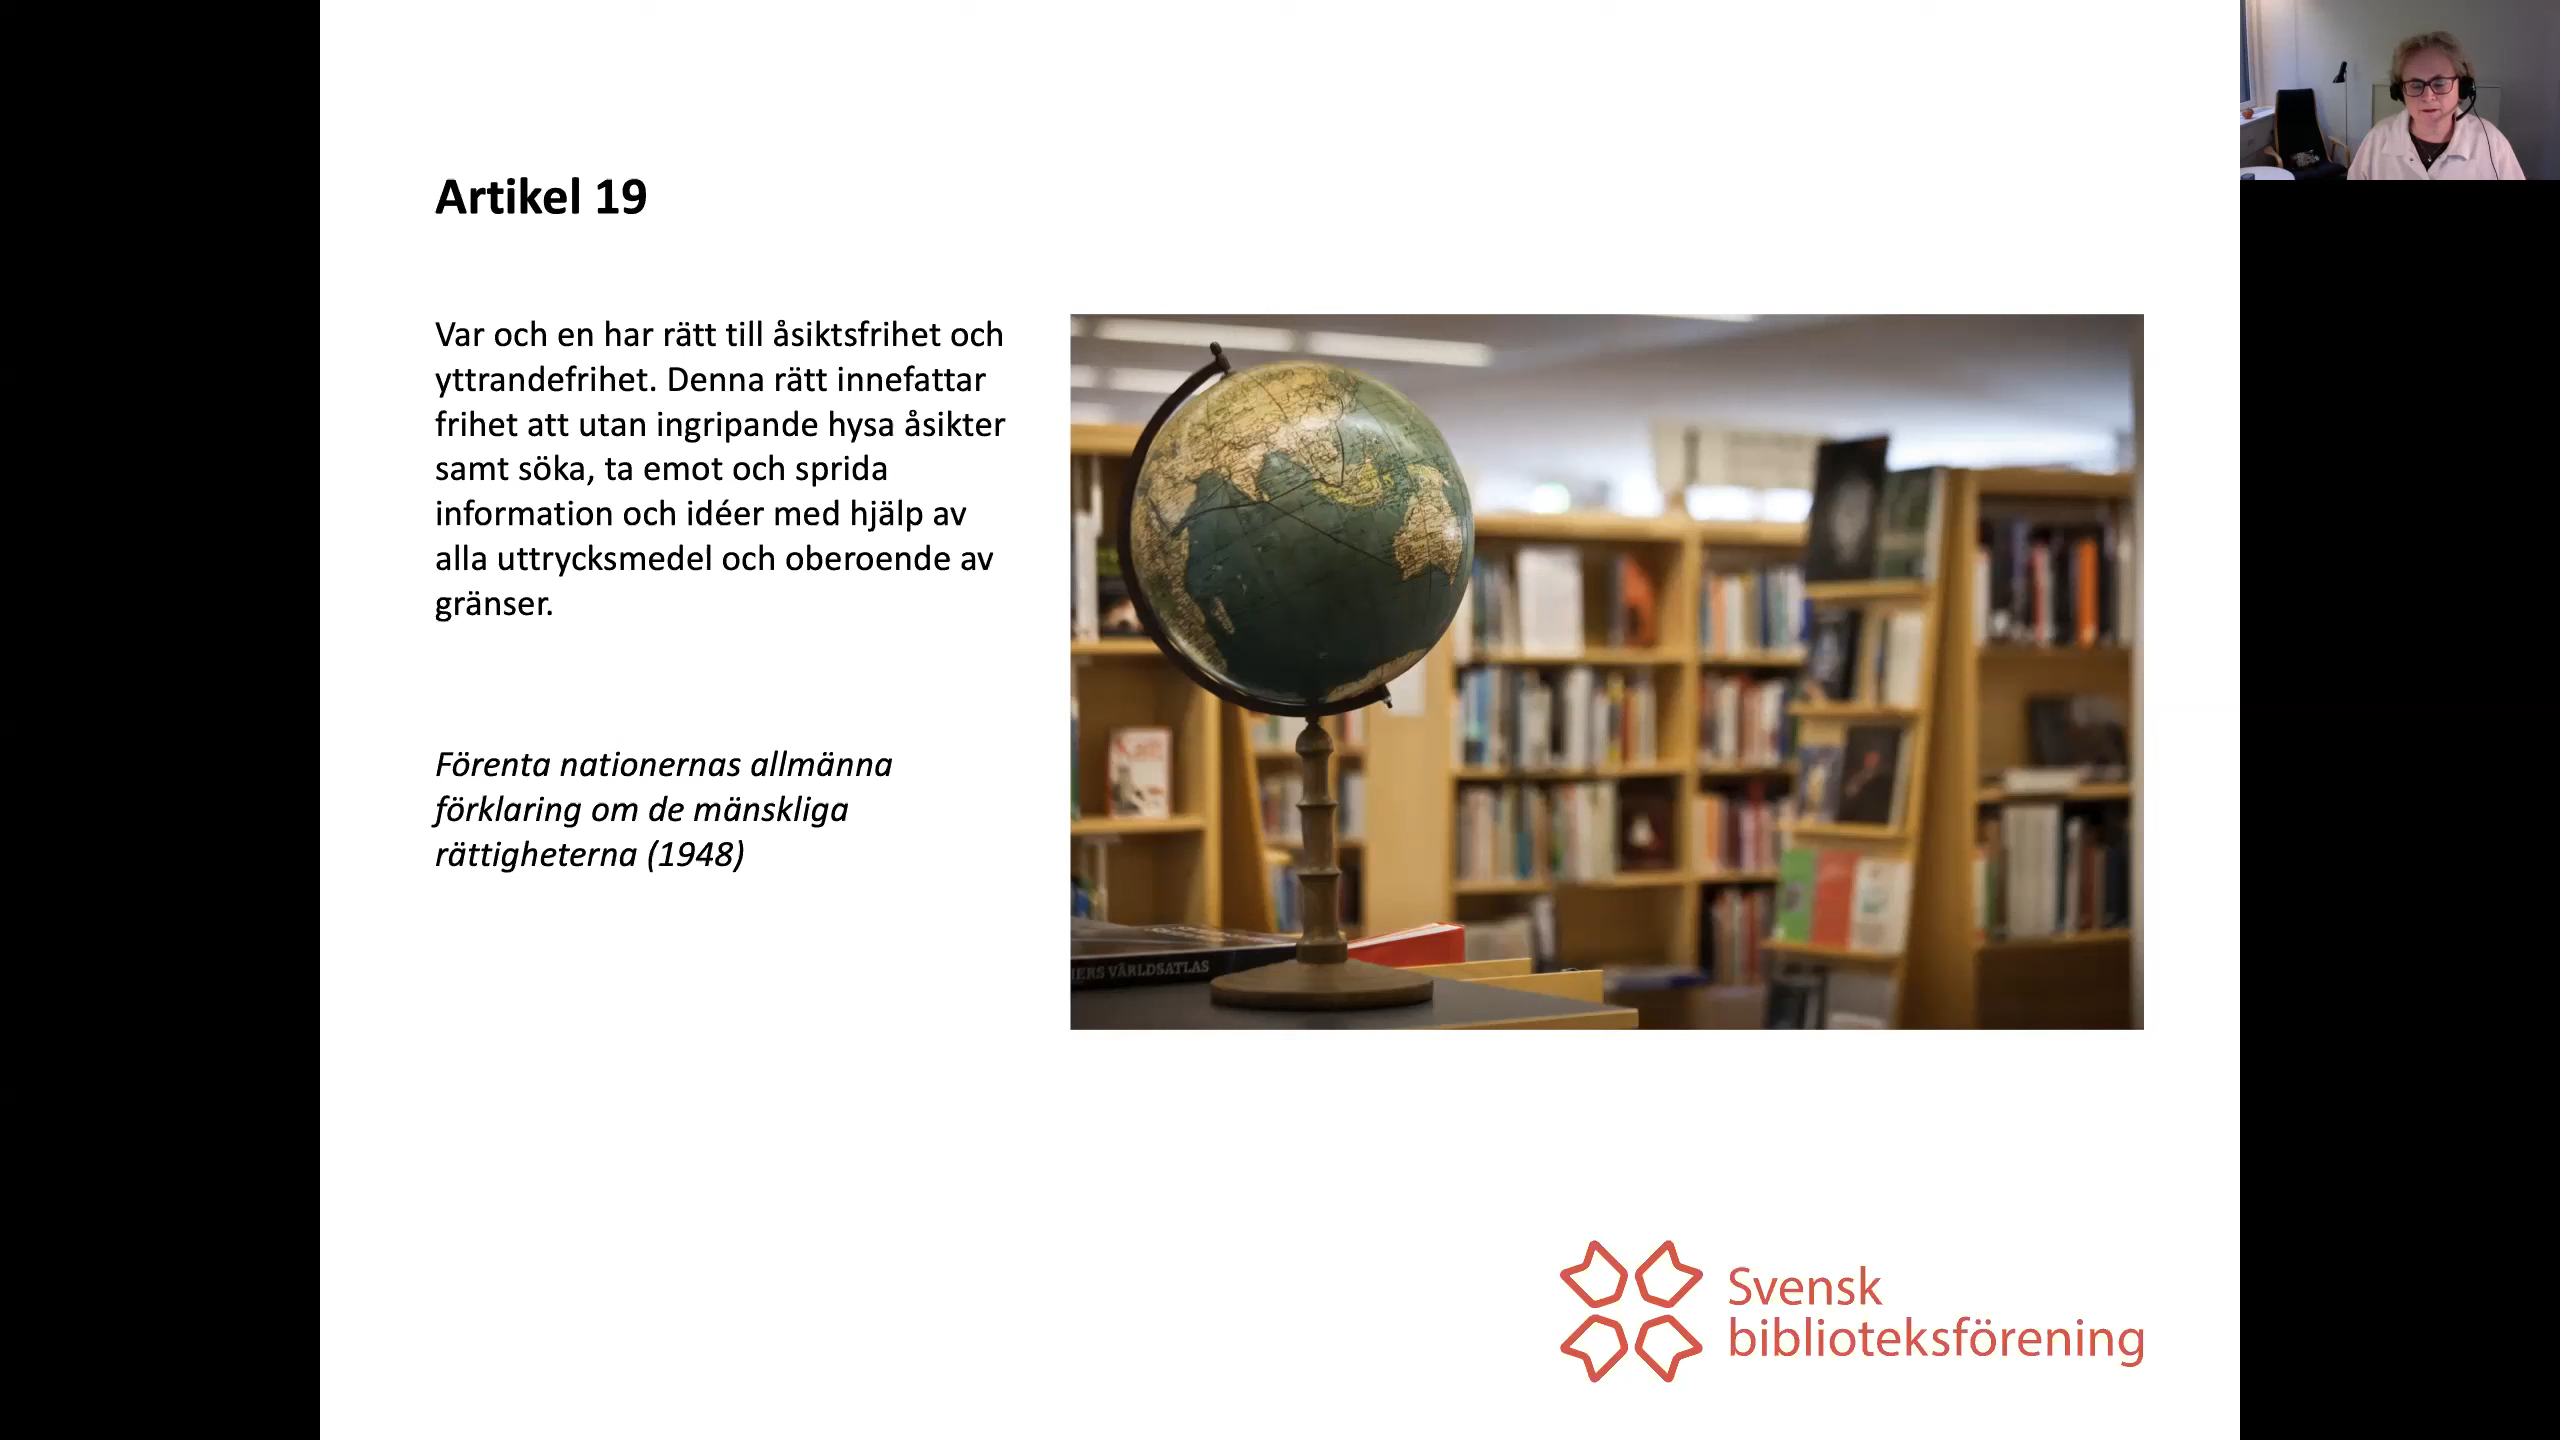 Artikel 19
Var och en har rätt till åsiktsfrihet och
yttrandefrihet. Denna rätt innefattar
frihet att utan ingripande hysa åsikter
samt söka, ta emot och sprida
information och idéer med hjälp av
alla uttrycksmedel och oberoende av
gränser.
Förenta nationernas allmänna
förklaring om de mänskliga
rättigheterna (1948)
VÄRLDSATLAS
Svensk
biblioteksförening